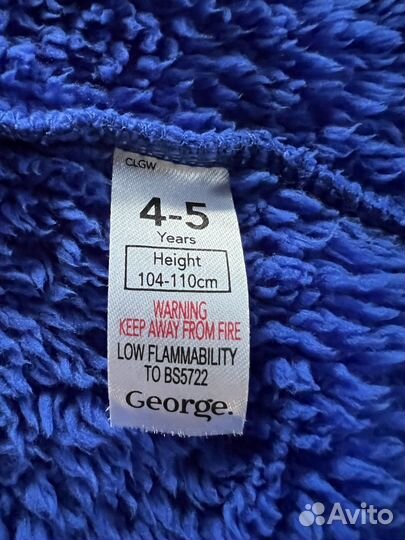 CLGW
4-5
Years
Height
104-110cm
WARNING
KEEP AWAY FROM FIRE
LOW FLAMMABILITY
TO BS5722
George.
Avito